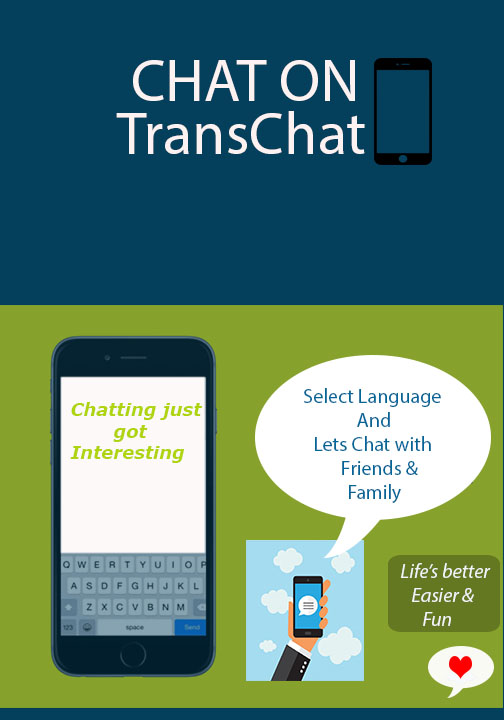 CHAT ON
TransChat
Chatting just
got
Interesting
Select Language
And
Lets Chat with
Friends &
Family
Q W E R T Y U I O P
A S D F G H J K L
Z X C V B N M
123 space Send
Life's better
Easier &
Fun